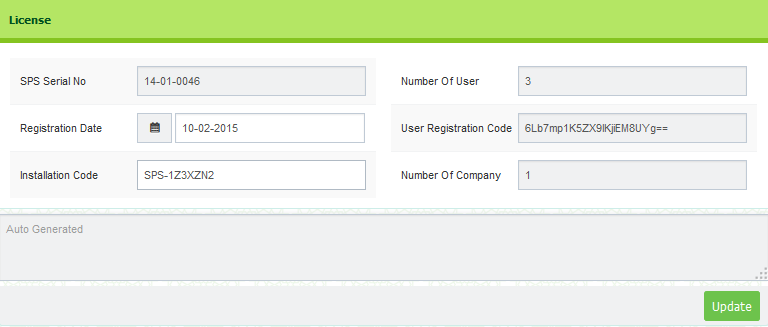 License
SPS Serial No 14-01-0046 Number Of User 3
Registration Date 10-02-2015 User Registration Code 6Lb7mp1K5ZX9IKjiEM8UYg==
Installation Code SPS-1Z3XZN2 Number Of Company 1
Auto Generated
Update